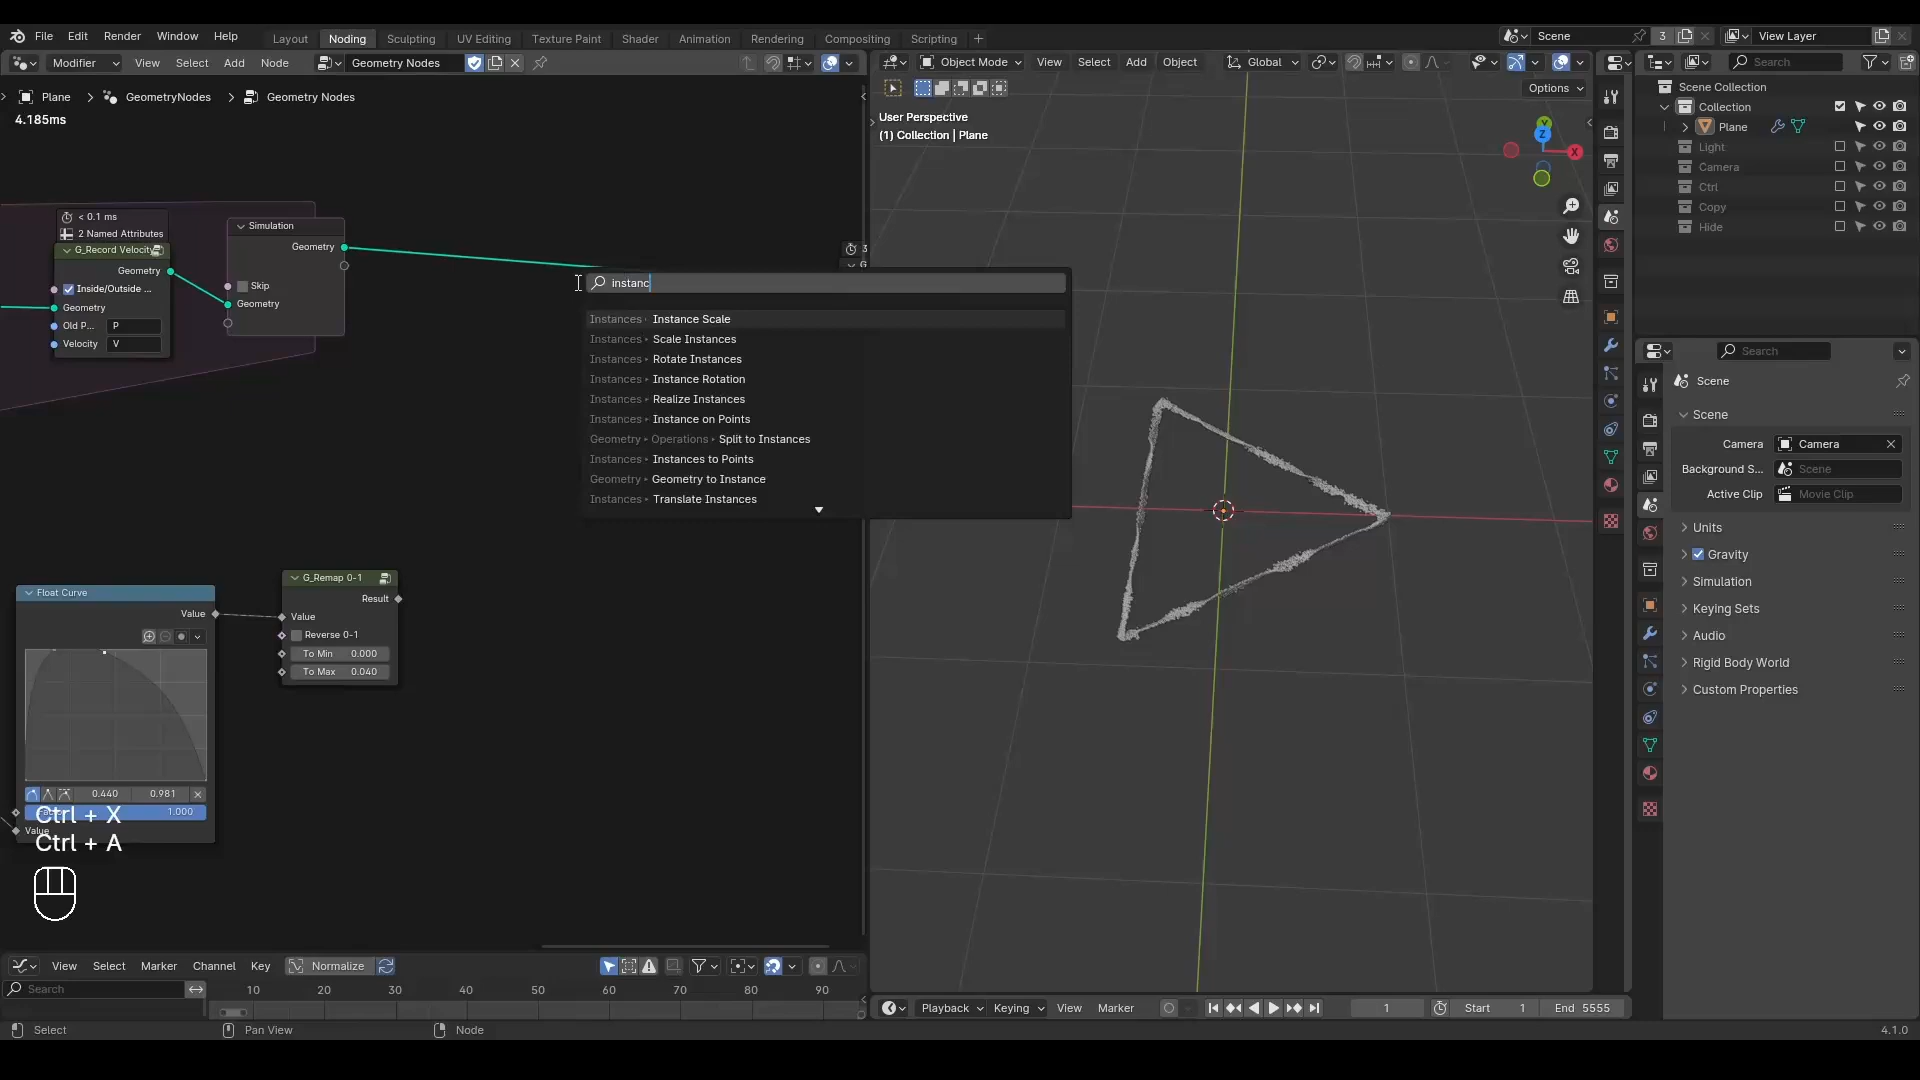 File Edit Render Window Help
Layout Noding Sculpting UV Editing Texture Paint Shader Animation Rendering Compositing Scripting +
Scene 3 View Layer
Modifier View Select Add Node Geometry Nodes
Object Mode View Select Add Object Global
Search
Plane > GeometryNodes > Geometry Nodes
4.185ms
Options
User Perspective
(1) Collection | Plane
Y
Z
X
Scene Collection
Collection
Plane
Light
Camera
Ctrl
Copy
Hide
< 0.1 ms
2 Named Attributes
G_Record Velocity
Geometry
Inside/Outside ...
Geometry
Old P... P
Velocity V
Simulation
Geometry
Skip
Geometry
3
G
instanc
Instances Instance Scale
Instances Scale Instances
Instances Rotate Instances
Instances Instance Rotation
Instances Realize Instances
Instances Instance on Points
Geometry Operations Split to Instances
Instances Instances to Points
Geometry Geometry to Instance
Instances Translate Instances
Search
Scene
Scene
Camera Camera
Background S... Scene
Active Clip Movie Clip
Units
Gravity
Simulation
Keying Sets
Audio
Rigid Body World
Custom Properties
Float Curve
Value
0.440 0.981
1.000
Value
G_Remap 0-1
Result
Value
Reverse 0-1
To Min 0.000
To Max 0.040
Ctrl + X
Ctrl + A
View Select Marker Channel Key Normalize
Search
10 20 30 40 50 60 70 80 90
Playback Keying View Marker 1 Start 1 End 5555
Select Pan View Node
4.1.0